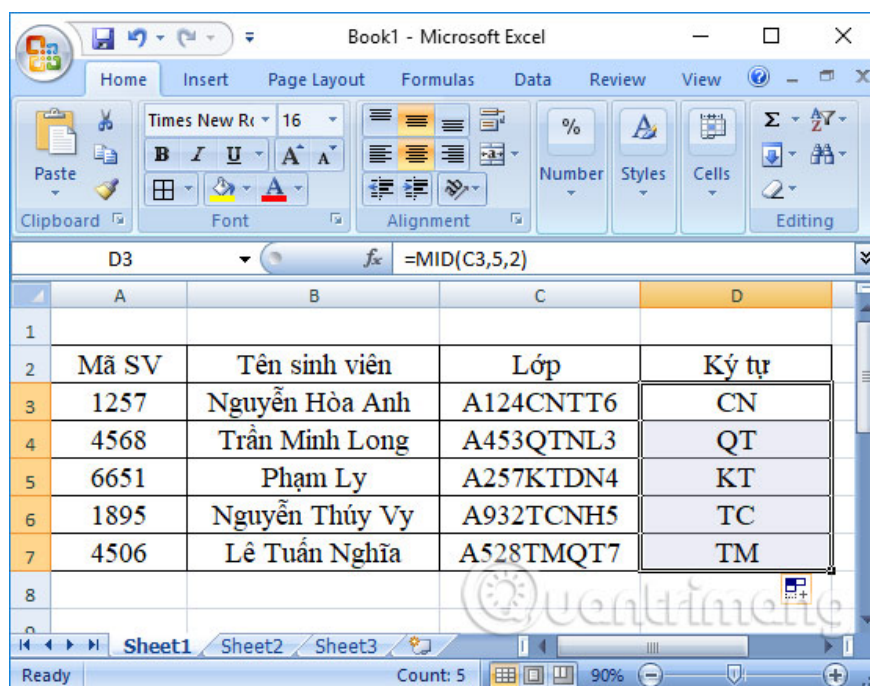 Book1 - Microsoft Excel
Home Insert Page Layout Formulas Data Review View
Times New Ro 16
B I U A A A % A Σ A Z
Paste Number Styles Cells
Clipboard Font Alignment Editing
D3 fx =MID(C3,5,2)
A B C D
1
2 Mã SV Tên sinh viên Lớp Ký tự
3 1257 Nguyễn Hòa Anh A124CNTT6 CN
4 4568 Trần Minh Long A453QTNL3 QT
5 6651 Phạm Ly A257KTDN4 KT
6 1895 Nguyễn Thúy Vy A932TCNH5 TC
7 4506 Lê Tuấn Nghĩa A528TMQT7 TM
8
Quantrimang
9
Sheet1 Sheet2 Sheet3
Ready Count: 5 90%